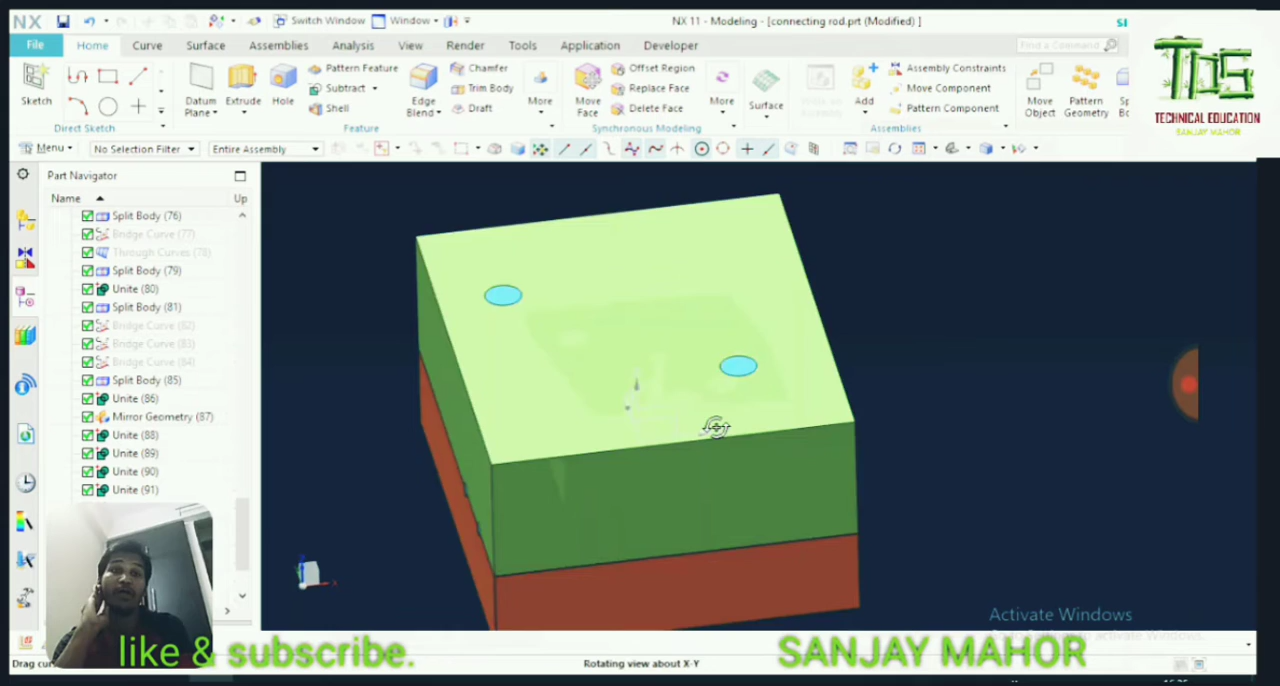 NX
Switch Window
Window
NX 11 - Modeling - [connecting rod.prt (Modified) ]
SI
File
Home
Curve
Surface
Assemblies
Analysis
View
Render
Tools
Application
Developer
Find a Command
TDS
TECHNICAL EDUCATION
SANJAY MAHOR
Sketch
Direct Sketch
Datum
Plane
Extrude
Hole
Pattern Feature
Subtract
Shell
Edge
Blend
Chamfer
Trim Body
Draft
More
Feature
Move
Face
Offset Region
Replace Face
Delete Face
More
Synchronous Modeling
Surface
Add
Assembly Constraints
Move Component
Pattern Component
Assemblies
Move
Object
Pattern
Geometry
Menu
No Selection Filter
Entire Assembly
Part Navigator
Name
Up
Split Body (76)
Bridge Curve (77)
Through Curves (78)
Split Body (79)
Unite (80)
Split Body (81)
Bridge Curve (82)
Bridge Curve (83)
Bridge Curve (84)
Split Body (85)
Unite (86)
Mirror Geometry (87)
Unite (88)
Unite (89)
Unite (90)
Unite (91)
X
Activate Windows
like & subscribe.
SANJAY MAHOR
Drag cur
Rotating view about X-Y